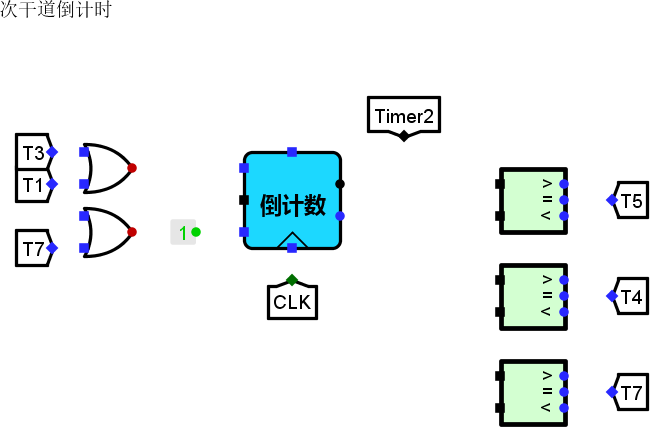 次干道倒计时
Timer2
T3
T1
T7
1
倒计数
CLK
>
=
<
T5
>
=
<
T4
>
=
<
T7